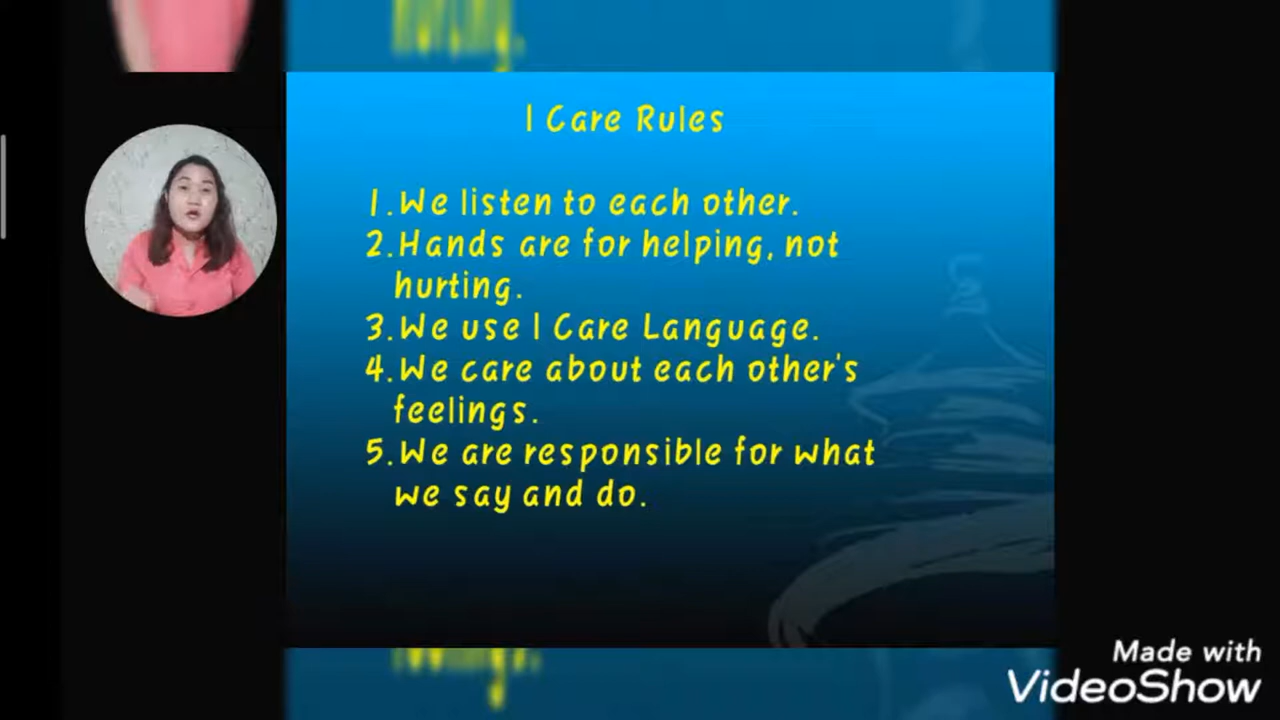 I Care Rules
1.We listen to each other.
2.Hands are for helping, not
hurting.
3.We use I Care Language.
4.We care about each other's
feelings.
5.We are responsible for what
we say and do.
Made with
VideoShow